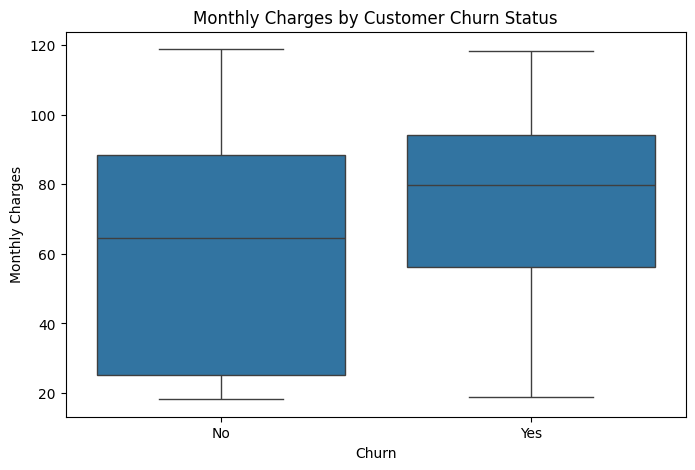 Monthly Charges by Customer Churn Status
Monthly Charges
120
100
80
60
40
20
No
Yes
Churn